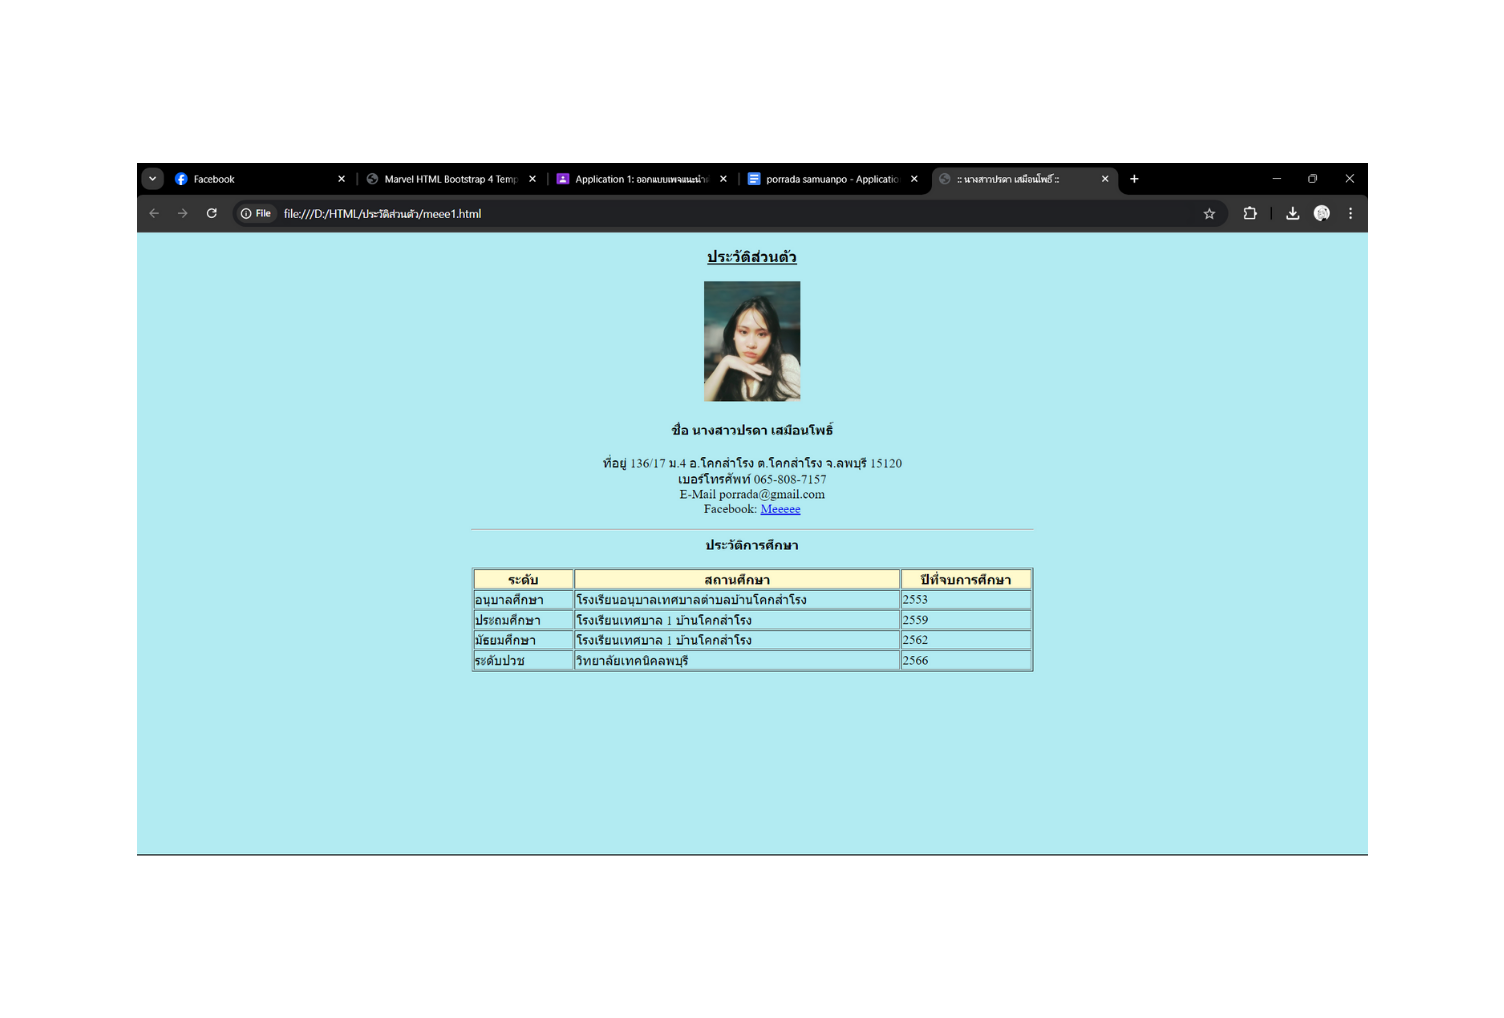 Facebook
Marvel HTML Bootstrap 4 Temp
Application 1: ออกแบบเพจแนะนำ
porrada samuanpo - Applicatio
:: นางสาวปรดา เสมือนโพธิ์ ::
File
file:///D:/HTML/ประวัติส่วนตัว/meee1.html
ประวัติส่วนตัว
ชื่อ นางสาวปรดา เสมือนโพธิ์
ที่อยู่ 136/17 ม.4 อ.โคกสำโรง ต.โคกสำโรง จ.ลพบุรี 15120
เบอร์โทรศัพท์ 065-808-7157
E-Mail porrada@gmail.com
Facebook: Meeeee
ประวัติการศึกษา
ระดับ สถานศึกษา ปีที่จบการศึกษา
อนุบาลศึกษา โรงเรียนอนุบาลเทศบาลตำบลบ้านโคกสำโรง 2553
ประถมศึกษา โรงเรียนเทศบาล 1 บ้านโคกสำโรง 2559
มัธยมศึกษา โรงเรียนเทศบาล 1 บ้านโคกสำโรง 2562
ระดับปวช วิทยาลัยเทคนิคลพบุรี 2566